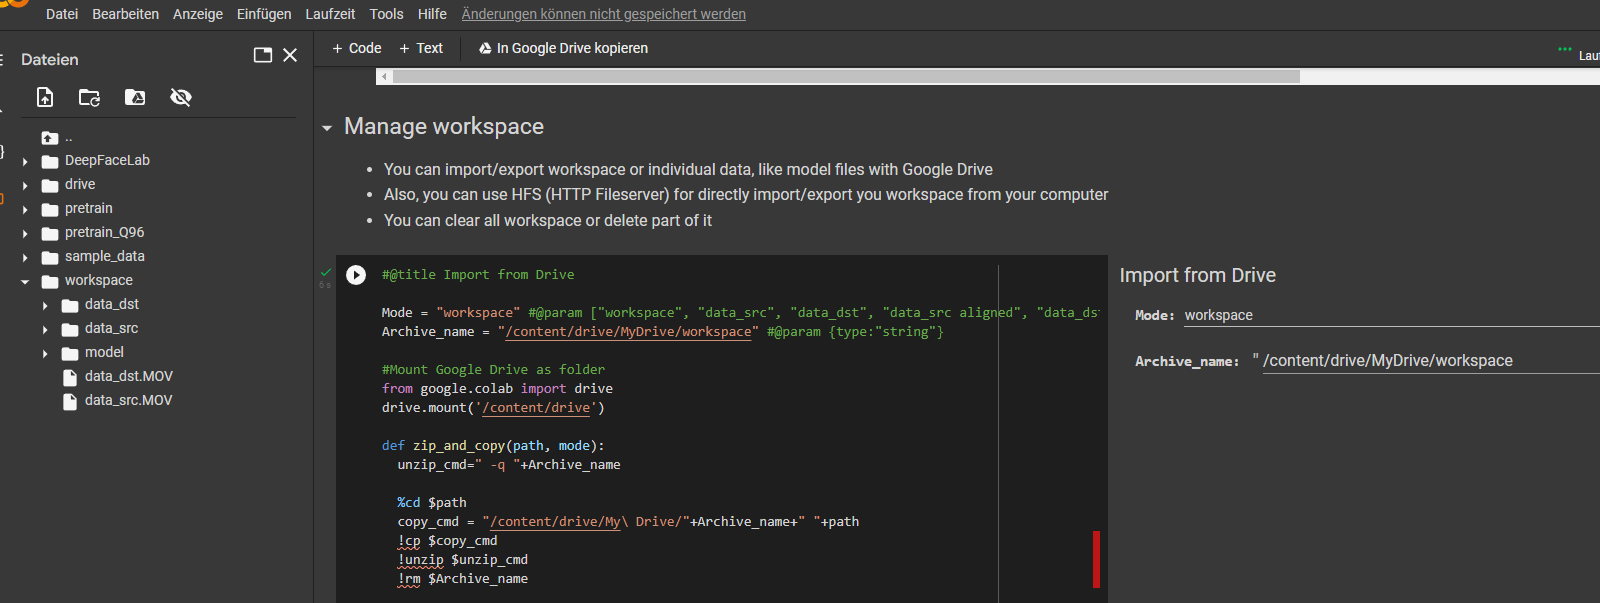 Datei Bearbeiten Anzeige Einfügen Laufzeit Tools Hilfe Änderungen können nicht gespeichert werden
Dateien
+ Code + Text In Google Drive kopieren
..
DeepFaceLab
drive
pretrain
pretrain_Q96
sample_data
workspace
data_dst
data_src
model
data_dst.MOV
data_src.MOV
Manage workspace
• You can import/export workspace or individual data, like model files with Google Drive
• Also, you can use HFS (HTTP Fileserver) for directly import/export you workspace from your computer
• You can clear all workspace or delete part of it
#@title Import from Drive
Mode = "workspace" #@param ["workspace", "data_src", "data_dst", "data_src aligned", "data_dst
Archive_name = "/content/drive/MyDrive/workspace" #@param {type:"string"}
#Mount Google Drive as folder
from google.colab import drive
drive.mount('/content/drive')
def zip_and_copy(path, mode):
unzip_cmd=" -q "+Archive_name
%cd $path
copy_cmd = "/content/drive/My\ Drive/"+Archive_name+" "+path
!cp $copy_cmd
!unzip $unzip_cmd
!rm $Archive_name
Import from Drive
Mode: workspace
Archive_name: "/content/drive/MyDrive/workspace